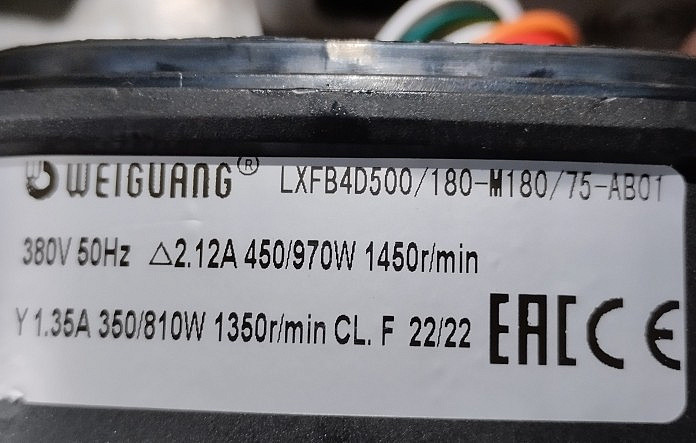 WEIGUANG® LXFB4D500/180-M180/75-AB01
380V 50Hz △2.12A 450/970W 1450r/min
Y 1.35A 350/810W 1350r/min CL. F 22/22 EAC CE